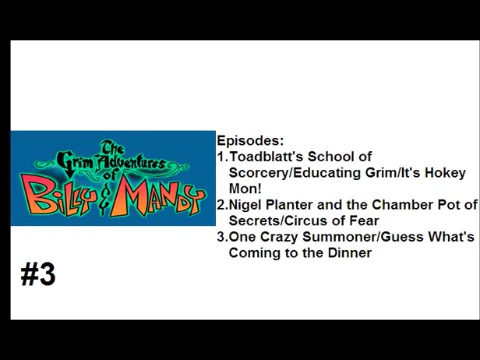 The
Grim Adventures
of
Billy & Mandy
#3
Episodes:
1.Toadblatt's School of
Scorcery/Educating Grim/It's Hokey
Mon!
2.Nigel Planter and the Chamber Pot of
Secrets/Circus of Fear
3.One Crazy Summoner/Guess What's
Coming to the Dinner